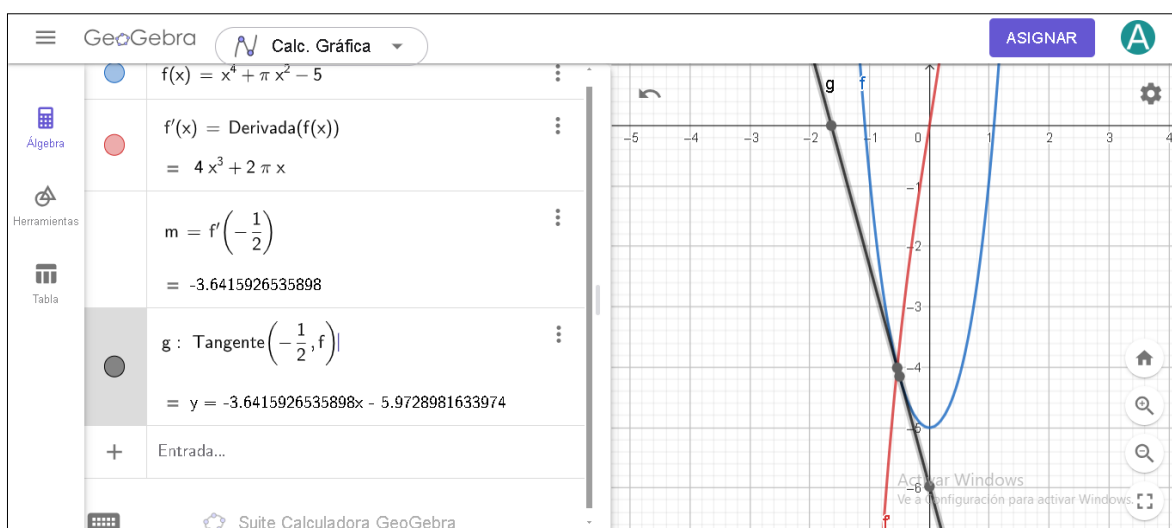 GeoGebra
Calc. Gráfica
ASIGNAR
A
Álgebra
Herramientas
Tabla
f(x) = x⁴ + π x² − 5
f′(x) = Derivada(f(x))
= 4 x³ + 2 π x
m = f′(−1/2)
= -3.6415926535898
g : Tangente(−1/2, f)
= y = -3.6415926535898x - 5.9728981633974
+ Entrada...
Suite Calculadora GeoGebra
g f
-5 -4 -3 -2 -1 0 1 2 3 4
-1
-2
-3
-4
-5
-6
f'
Activar Windows
Ve a Configuración para activar Windows.